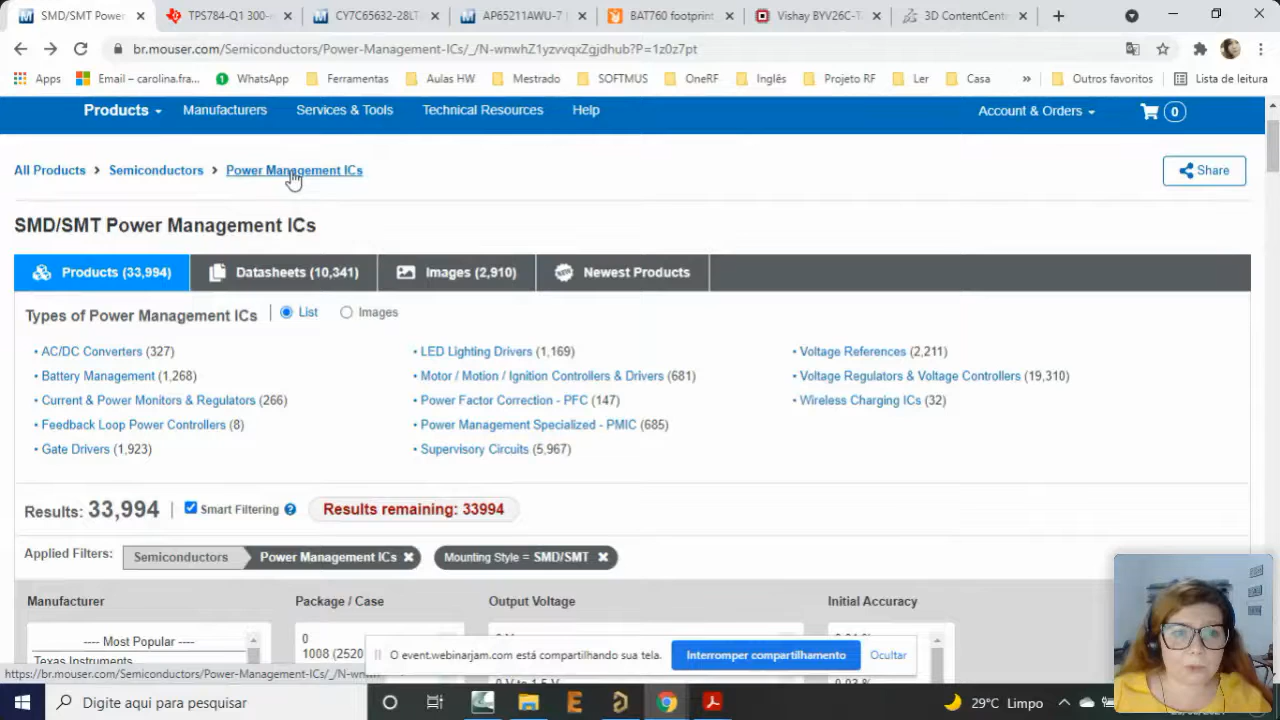 SMD/SMT Power Manag
TPS784-Q1 300-
CY7C65632-28LT
AP65211AWU-7
BAT760 footprint
Vishay BYV26C-T
3D ContentCent
br.mouser.com/Semiconductors/Power-Management-ICs/_/N-wnwhZ1yzvvqxZgjdhub?P=1z0z7pt
Apps
Email – carolina.fra...
WhatsApp
Ferramentas
Aulas HW
Mestrado
SOFTMUS
OneRF
Inglês
Projeto RF
Ler
Casa
»
Outros favoritos
Lista de leitura
Products
Manufacturers
Services & Tools
Technical Resources
Help
Account & Orders
0
All Products > Semiconductors > Power Management ICs
Share
SMD/SMT Power Management ICs
Products (33,994)
Datasheets (10,341)
Images (2,910)
NEW
Newest Products
Types of Power Management ICs
List
Images
• AC/DC Converters (327)
• Battery Management (1,268)
• Current & Power Monitors & Regulators (266)
• Feedback Loop Power Controllers (8)
• Gate Drivers (1,923)
• LED Lighting Drivers (1,169)
• Motor / Motion / Ignition Controllers & Drivers (681)
• Power Factor Correction - PFC (147)
• Power Management Specialized - PMIC (685)
• Supervisory Circuits (5,967)
• Voltage References (2,211)
• Voltage Regulators & Voltage Controllers (19,310)
• Wireless Charging ICs (32)
Results: 33,994
Smart Filtering
Results remaining: 33994
Applied Filters:
Semiconductors
Power Management ICs
Mounting Style = SMD/SMT
Manufacturer
Package / Case
Output Voltage
Initial Accuracy
---- Most Popular ----
Texas Instruments
0
1008 (2520
0 V to 1.5 V
O event.webinarjam.com está compartilhando sua tela.
Interromper compartilhamento
Ocultar
https://br.mouser.com/Semiconductors/Power-Management-ICs/_/N-wn
Digite aqui para pesquisar
29°C Limpo